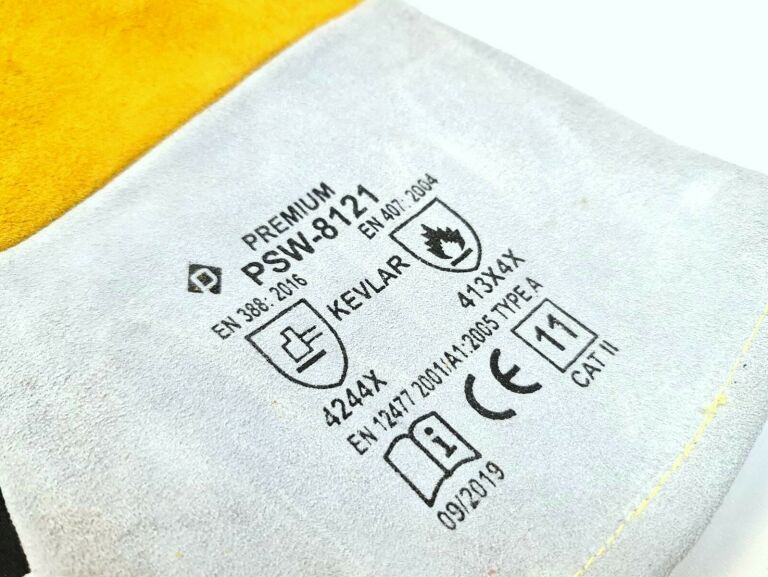 PREMIUM
PSW-8121
EN 388: 2016
KEVLAR
EN 407: 2004
4244X
413X4X
EN 12477 2001/A1:2005 TYPE A
11
CE
CAT II
i
09/2019